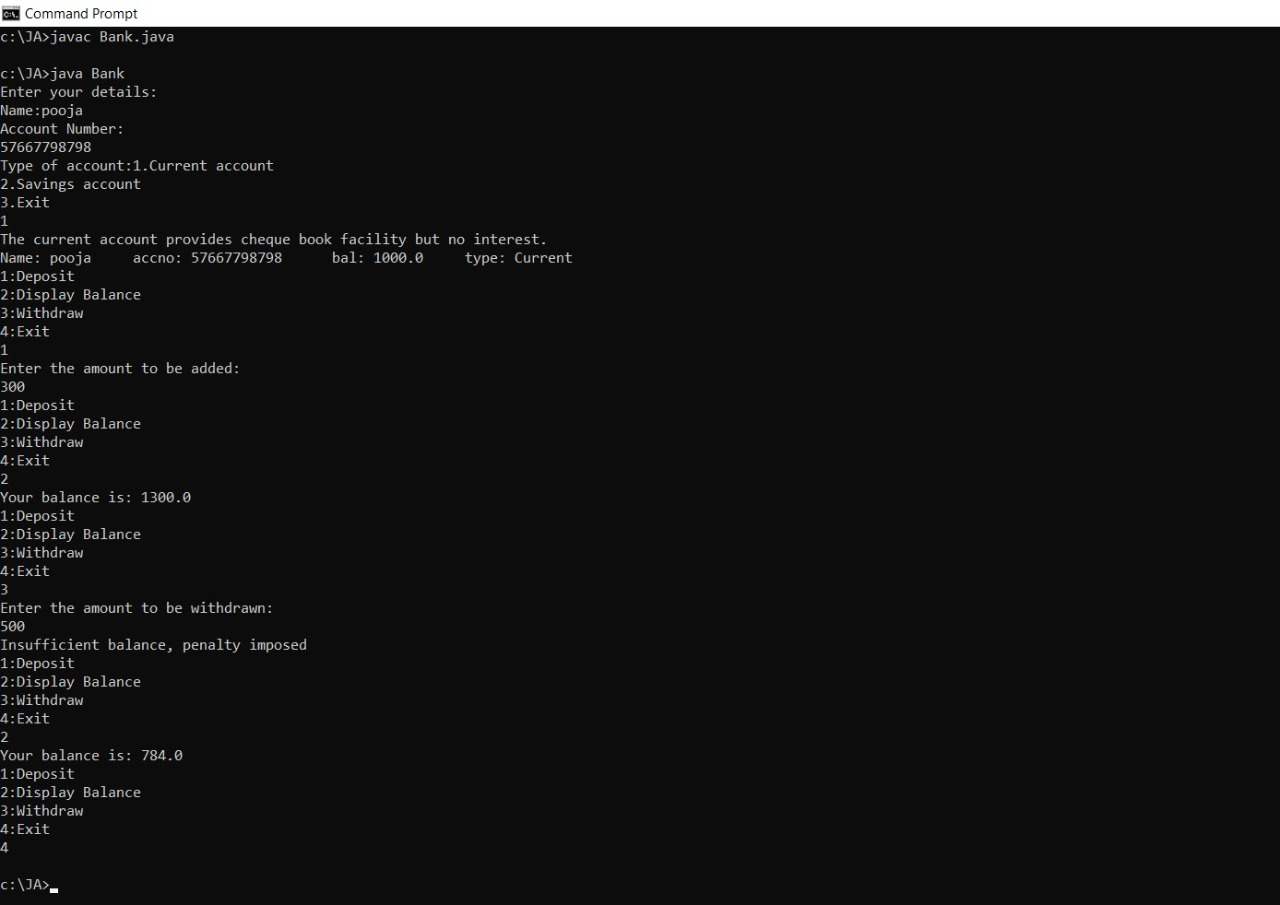 Command Prompt
c:\JA>javac Bank.java
c:\JA>java Bank
Enter your details:
Name:pooja
Account Number:
57667798798
Type of account:1.Current account
2.Savings account
3.Exit
1
The current account provides cheque book facility but no interest.
Name: pooja     accno: 57667798798      bal: 1000.0     type: Current
1:Deposit
2:Display Balance
3:Withdraw
4:Exit
1
Enter the amount to be added:
300
1:Deposit
2:Display Balance
3:Withdraw
4:Exit
2
Your balance is: 1300.0
1:Deposit
2:Display Balance
3:Withdraw
4:Exit
3
Enter the amount to be withdrawn:
500
Insufficient balance, penalty imposed
1:Deposit
2:Display Balance
3:Withdraw
4:Exit
2
Your balance is: 784.0
1:Deposit
2:Display Balance
3:Withdraw
4:Exit
4
c:\JA>